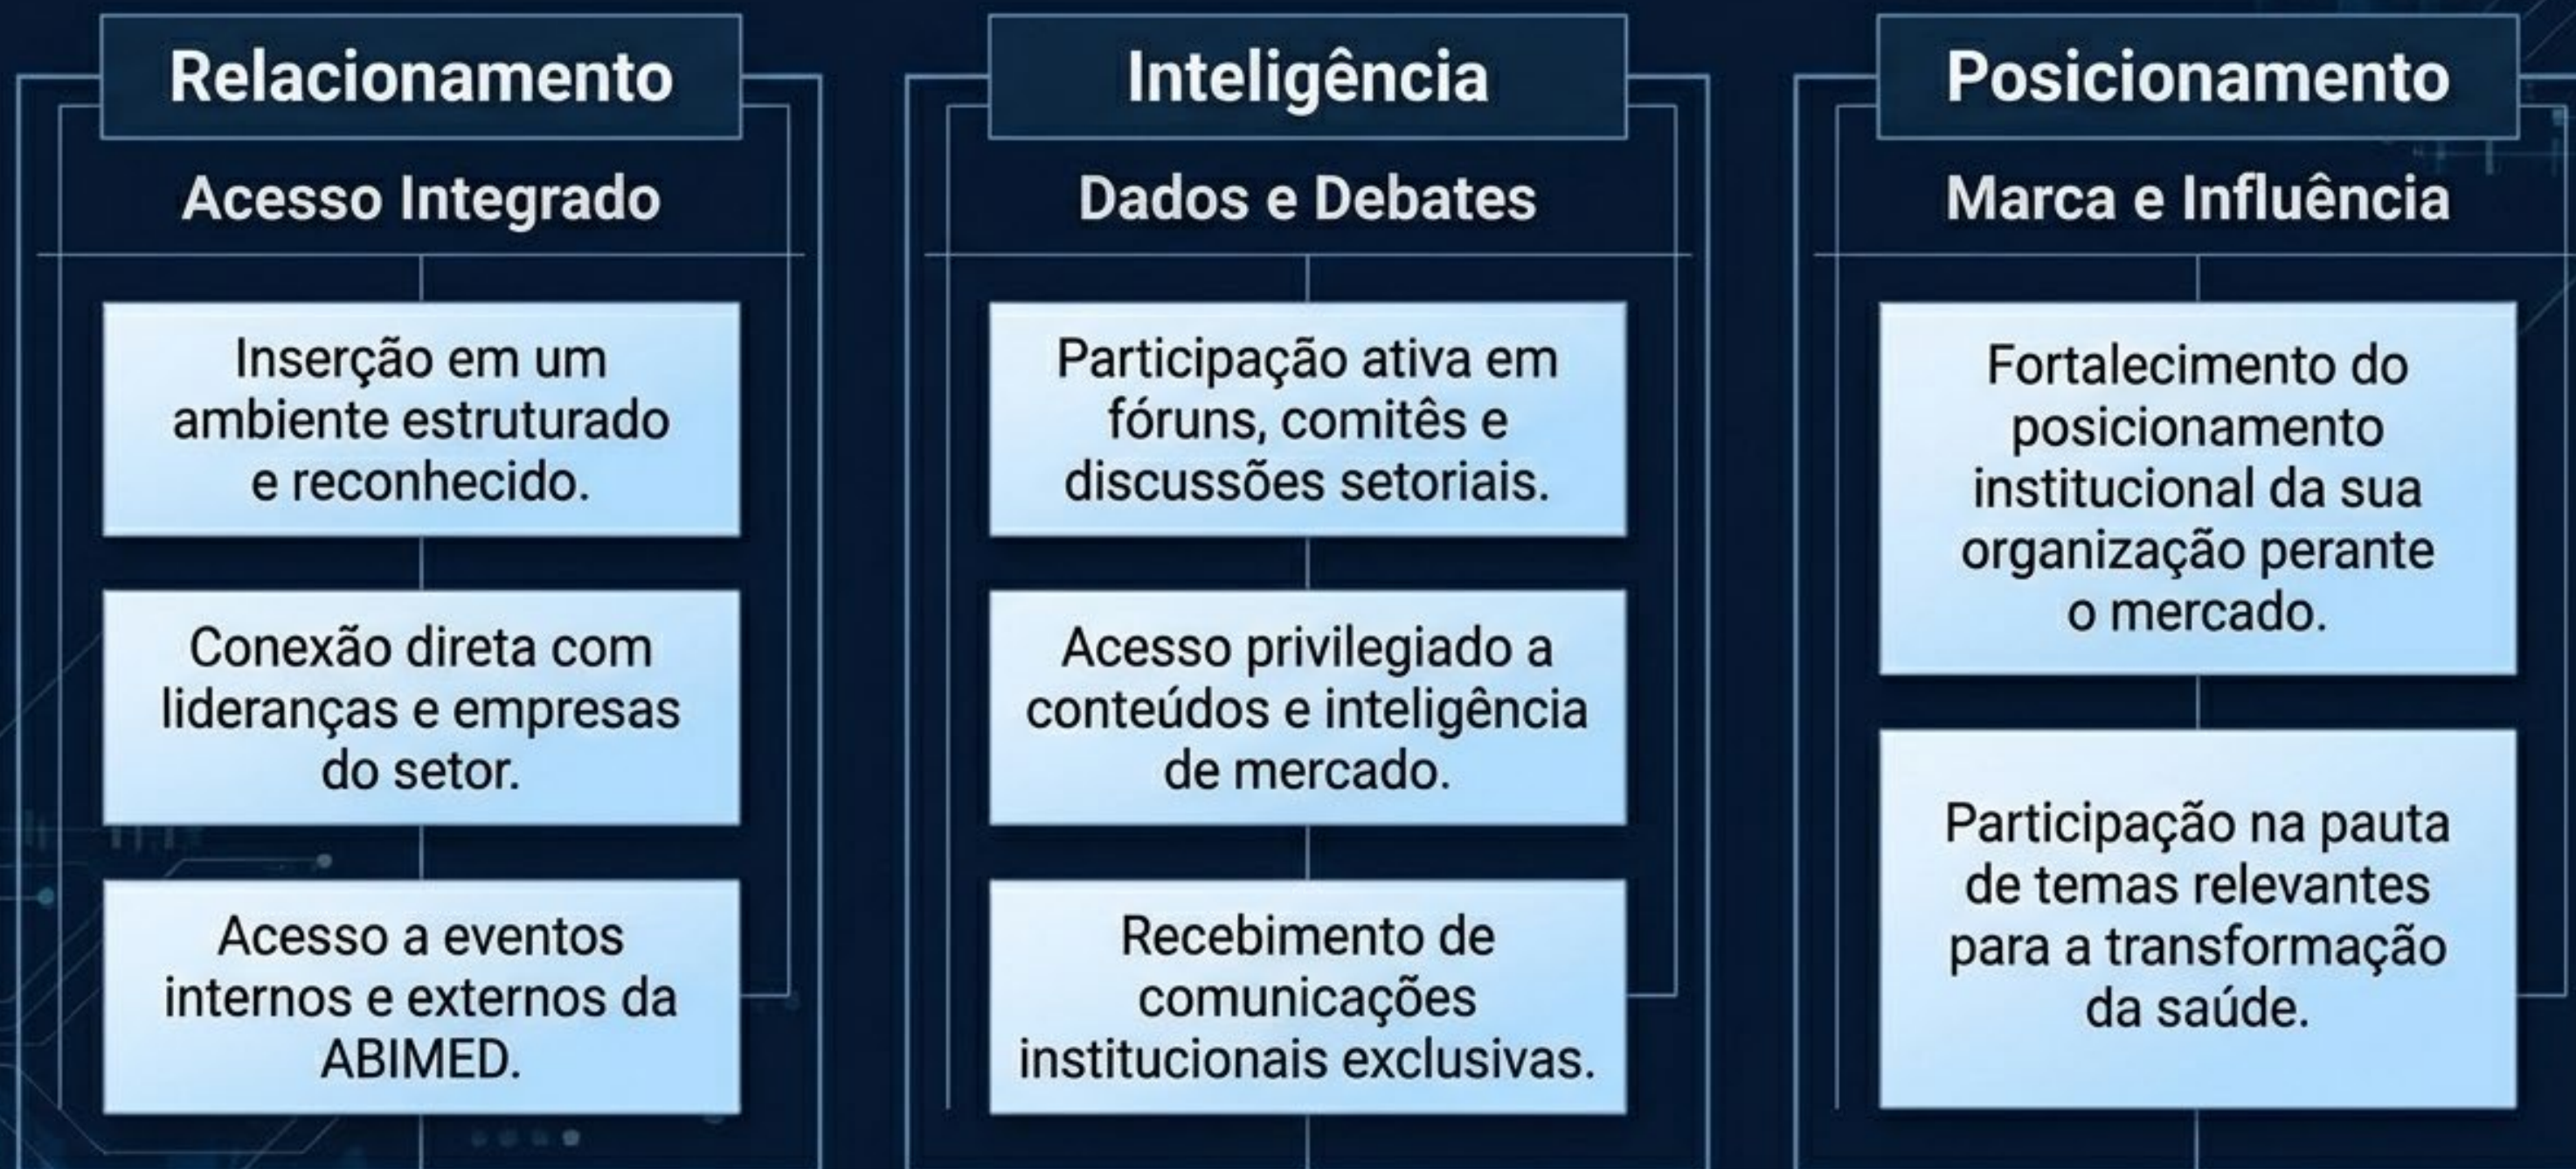 Relacionamento
Acesso Integrado
Inserção em um
ambiente estruturado
e reconhecido.
Conexão direta com
lideranças e empresas
do setor.
Acesso a eventos
internos e externos da
ABIMED.
Inteligência
Dados e Debates
Participação ativa em
fóruns, comitês e
discussões setoriais.
Acesso privilegiado a
conteúdos e inteligência
de mercado.
Recebimento de
comunicações
institucionais exclusivas.
Posicionamento
Marca e Influência
Fortalecimento do
posicionamento
institucional da sua
organização perante
o mercado.
Participação na pauta
de temas relevantes
para a transformação
da saúde.